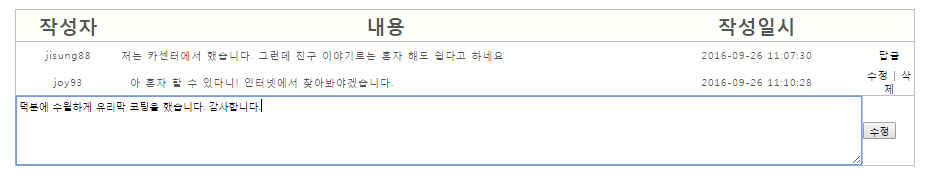 작성자 내용 작성일시
jisung88 저는 카센터에서 했습니다. 그런데 친구 이야기로는 혼자 해도 쉽다고 하네요 2016-09-26 11:07:30 답글
joy93 아 혼자 할 수 있다니! 인터넷에서 찾아봐야겠습니다. 2016-09-26 11:10:28 수정 | 삭
제
덕분에 수월하게 유리막 코팅을 했습니다. 감사합니다.
수정